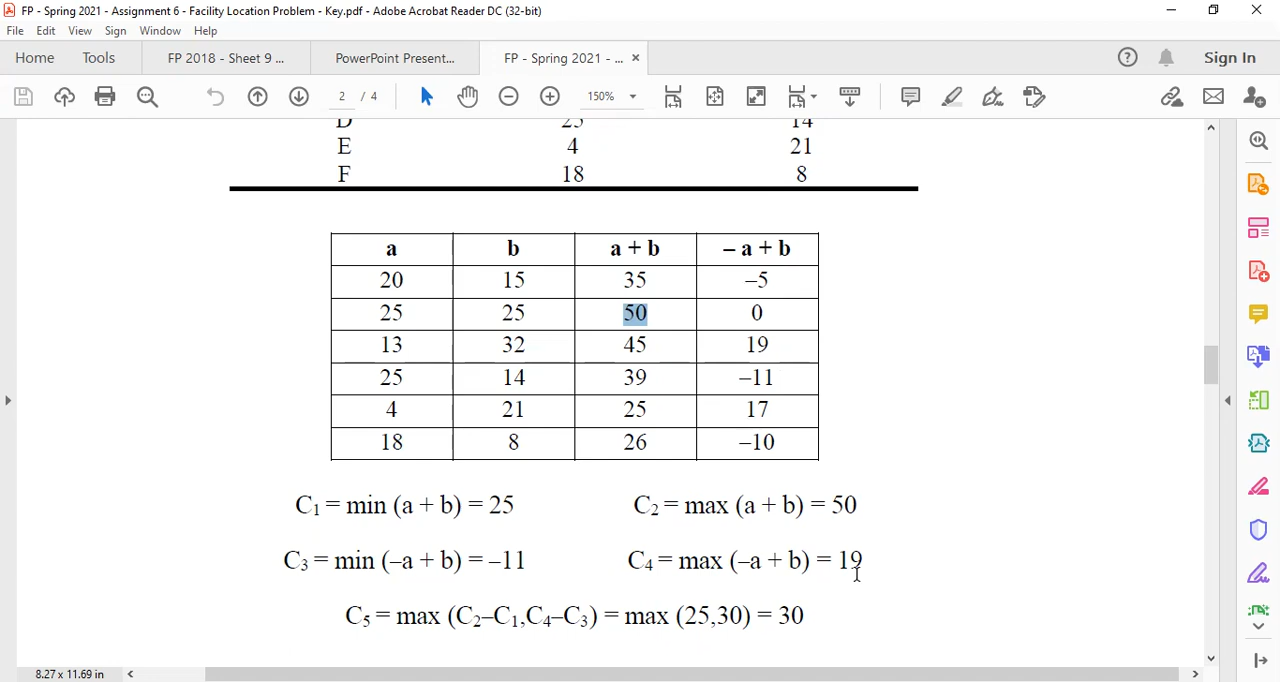 FP - Spring 2021 - Assignment 6 - Facility Location Problem - Key.pdf - Adobe Acrobat Reader DC (32-bit)
File Edit View Sign Window Help
Home Tools FP 2018 - Sheet 9 ... PowerPoint Present... FP - Spring 2021 - ... × Sign In
2 / 4 150%
D 25 14
E 4 21
F 18 8
a b a + b – a + b
20 15 35 –5
25 25 50 0
13 32 45 19
25 14 39 –11
4 21 25 17
18 8 26 –10
C₁ = min (a + b) = 25 C₂ = max (a + b) = 50
C₃ = min (–a + b) = –11 C₄ = max (–a + b) = 19
C₅ = max (C₂–C₁,C₄–C₃) = max (25,30) = 30
8.27 x 11.69 in